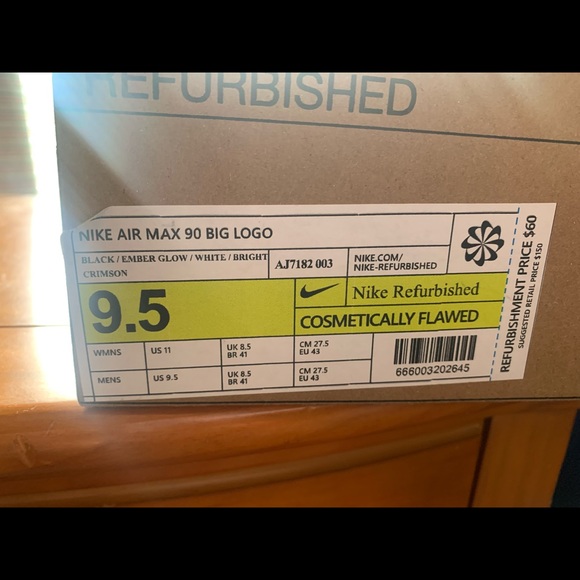 REFURBISHED
NIKE AIR MAX 90 BIG LOGO
BLACK / EMBER GLOW / WHITE / BRIGHT
CRIMSON
AJ7182 003
NIKE.COM/
NIKE-REFURBISHED
9.5
Nike Refurbished
COSMETICALLY FLAWED
WMNS
US 11
UK 8.5
BR 41
CM 27.5
EU 43
MENS
US 9.5
UK 8.5
BR 41
CM 27.5
EU 43
666003202645
REFURBISHMENT PRICE $60
SUGGESTED RETAIL PRICE $150